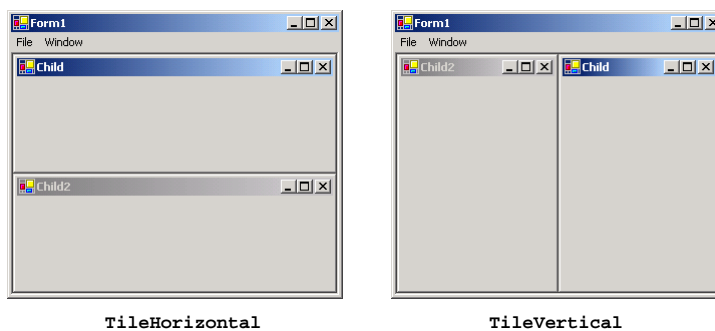 Form1
File Window
Child
Child2
TileHorizontal
Form1
File Window
Child2
Child
TileVertical